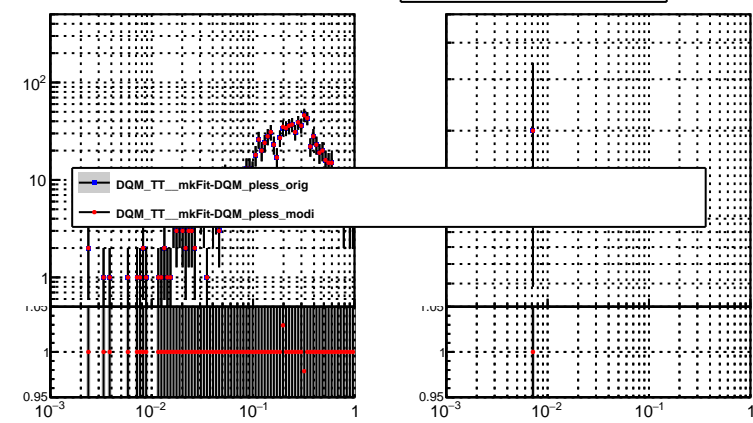 10²
10
DQM_TT__mkFit-DQM_pless_orig
DQM_TT__mkFit-DQM_pless_modi
1
1.05 1.05
1 1
0.95 0.95
10⁻³ 10⁻² 10⁻¹ 1 10⁻³ 10⁻² 10⁻¹ 1